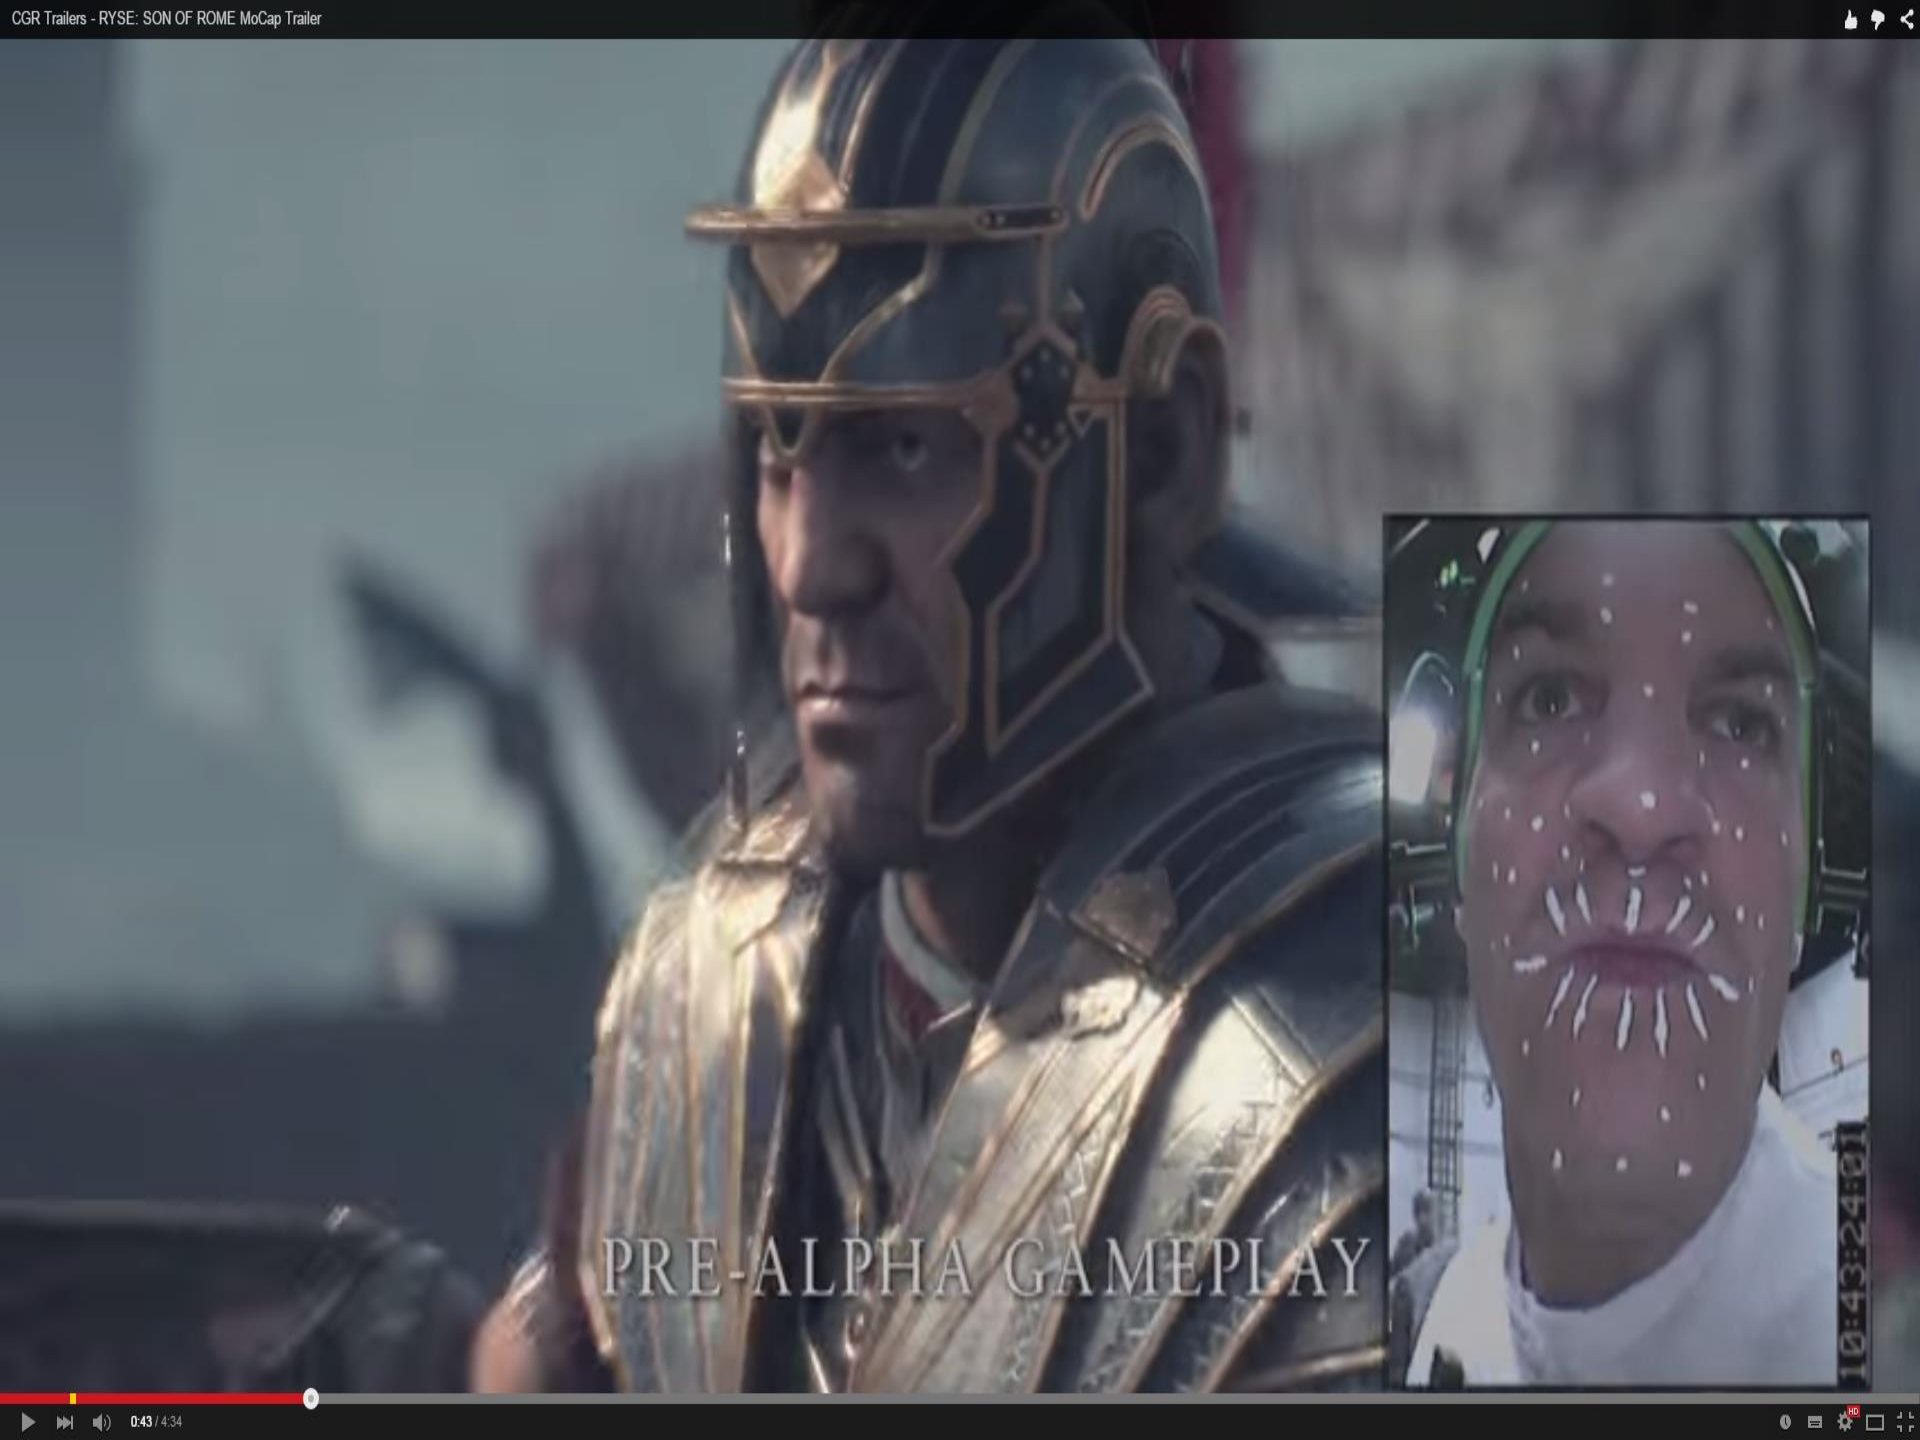 CGR Trailers - RYSE: SON OF ROME MoCap Trailer
PRE-ALPHA GAMEPLAY
10:43:24:01
0:43 / 4:34
HD